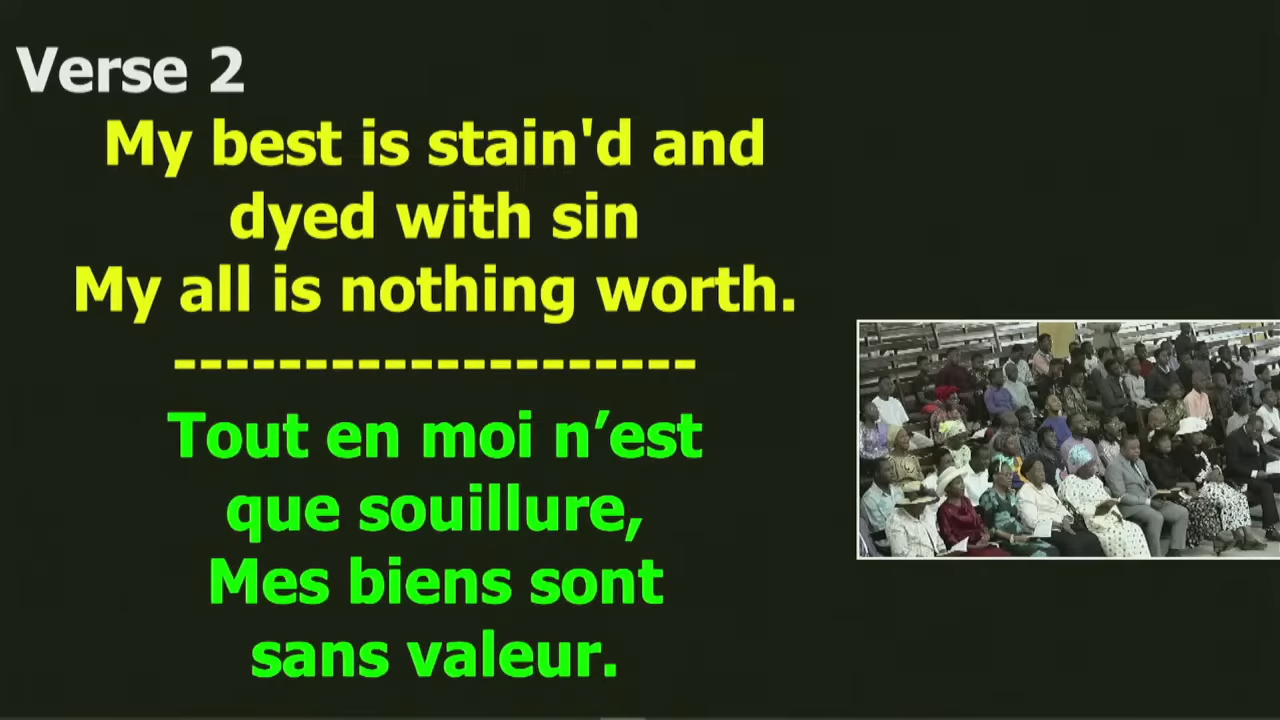 Verse 2
My best is stain'd and
dyed with sin
My all is nothing worth.
--------------------
Tout en moi n’est
que souillure,
Mes biens sont
sans valeur.